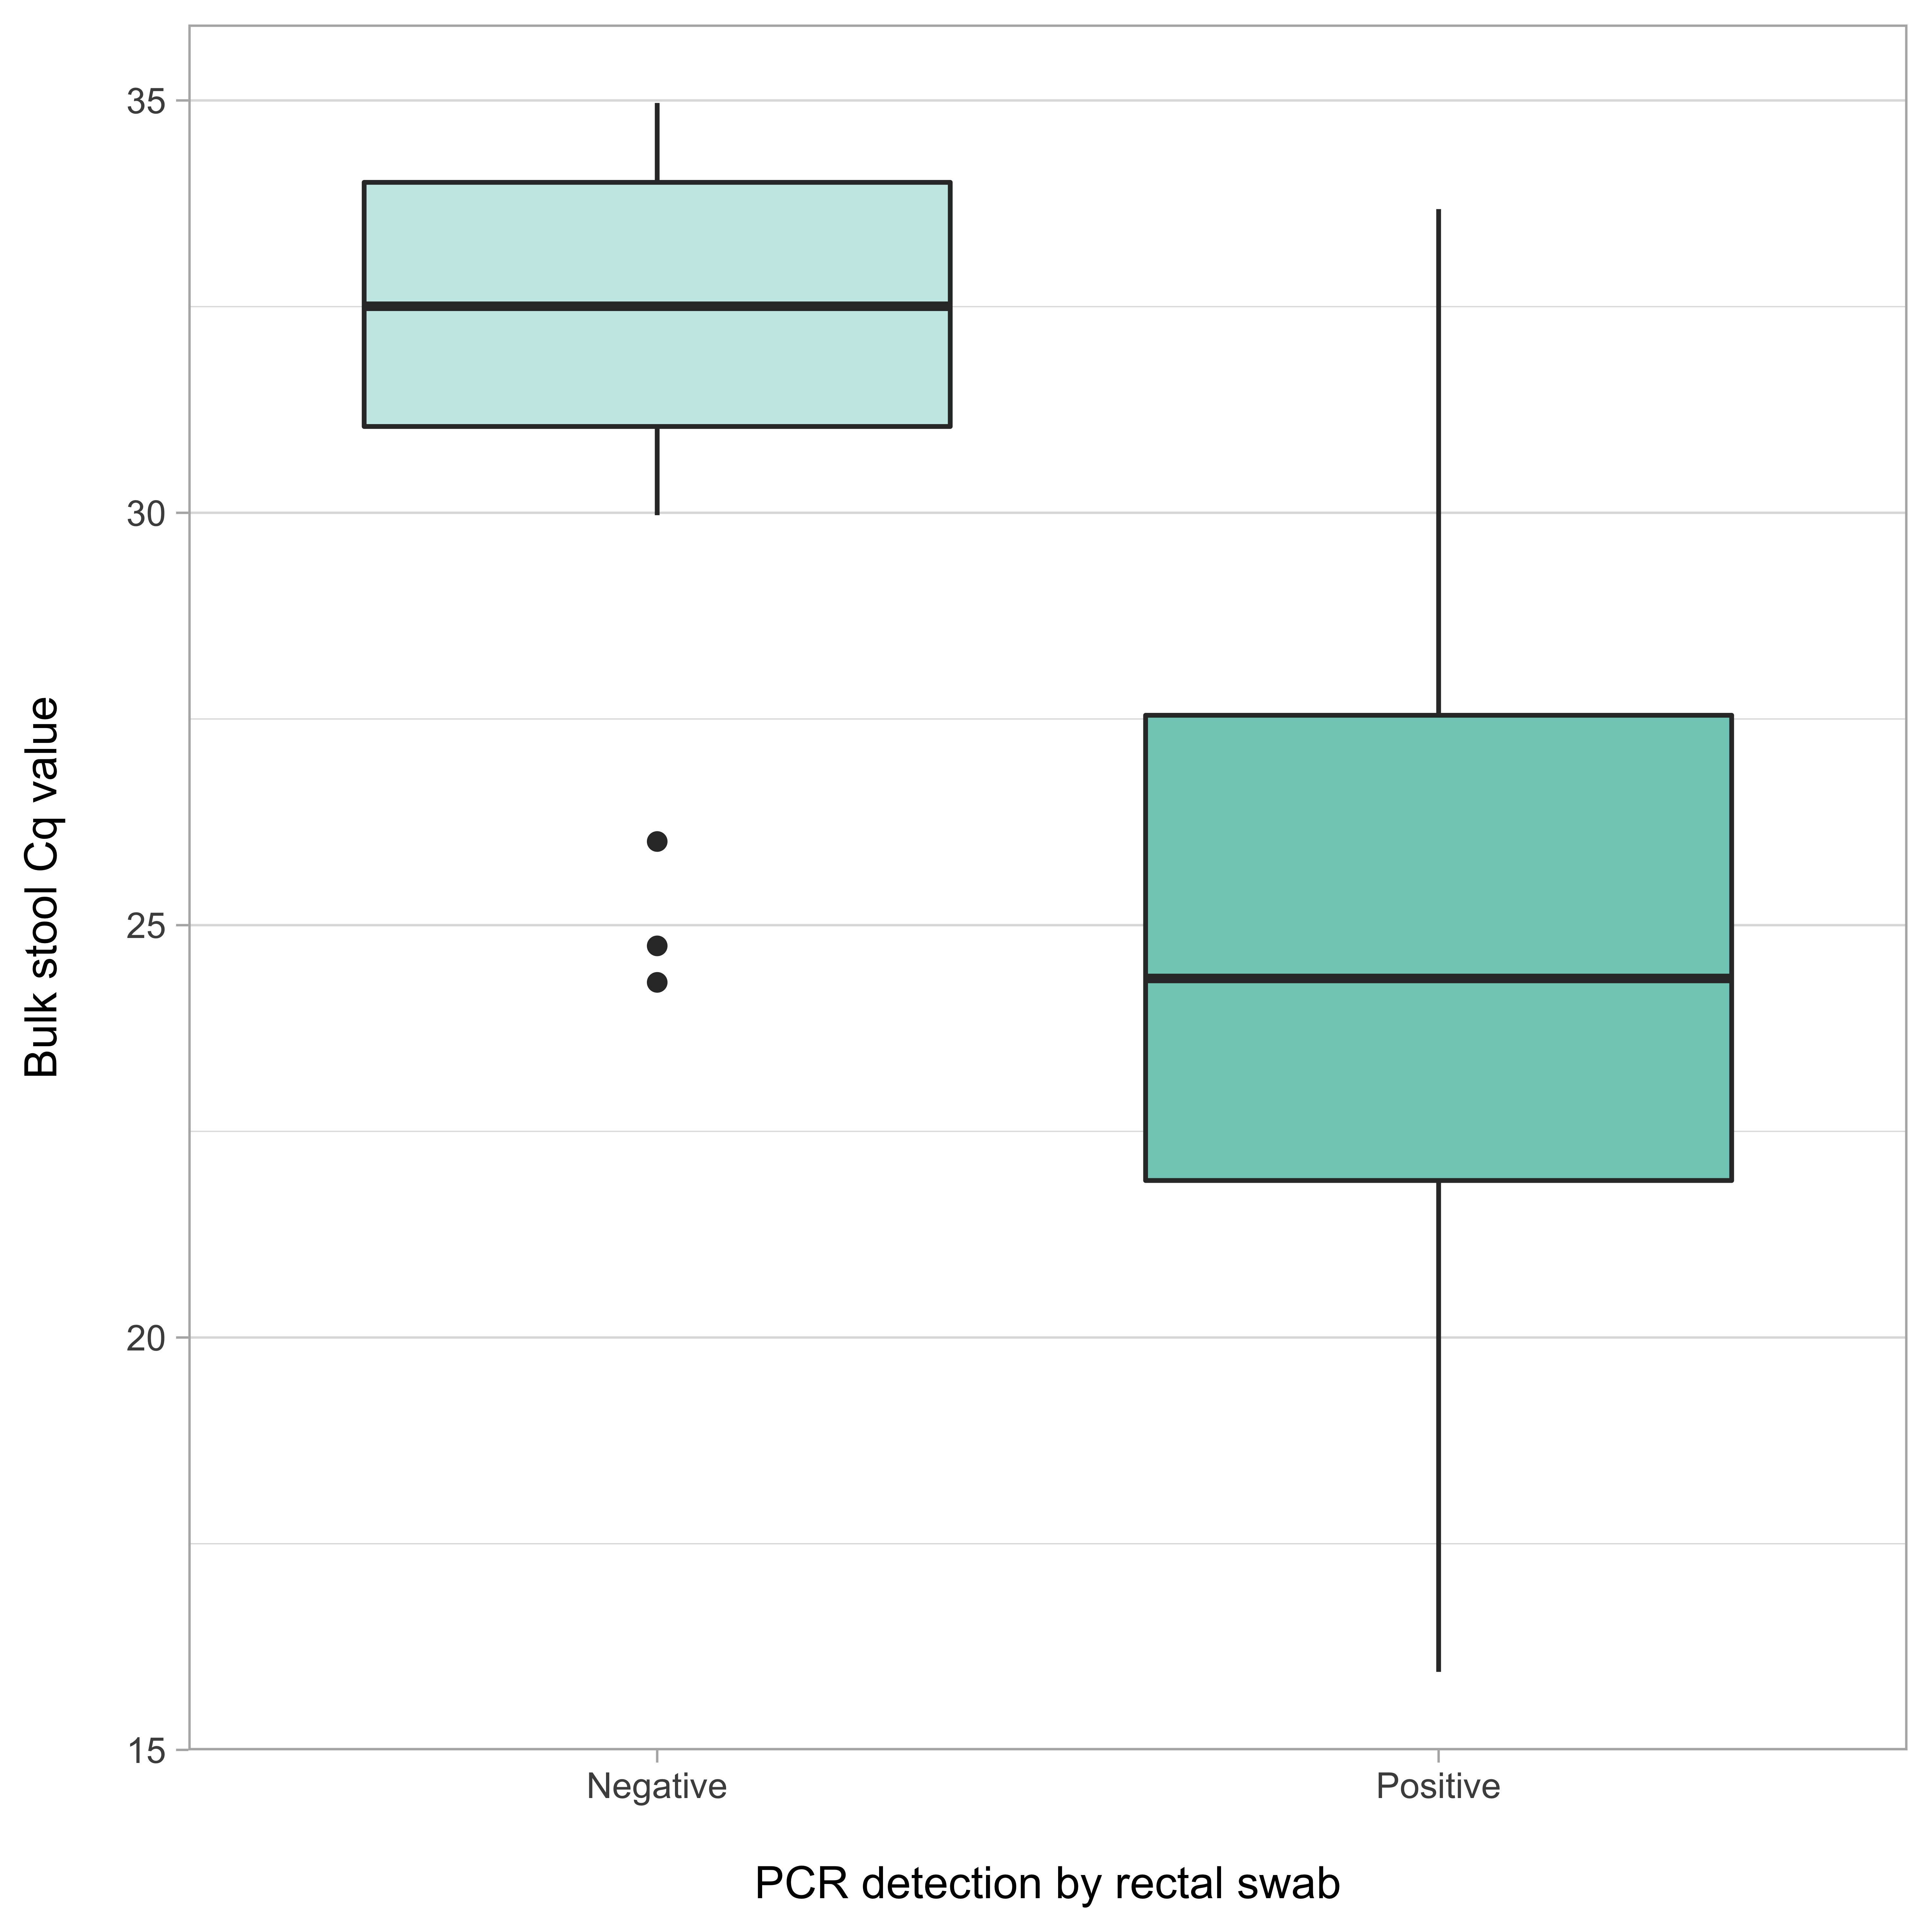 Bulk stool Cq value
35
30
25
20
15
Negative Positive
PCR detection by rectal swab